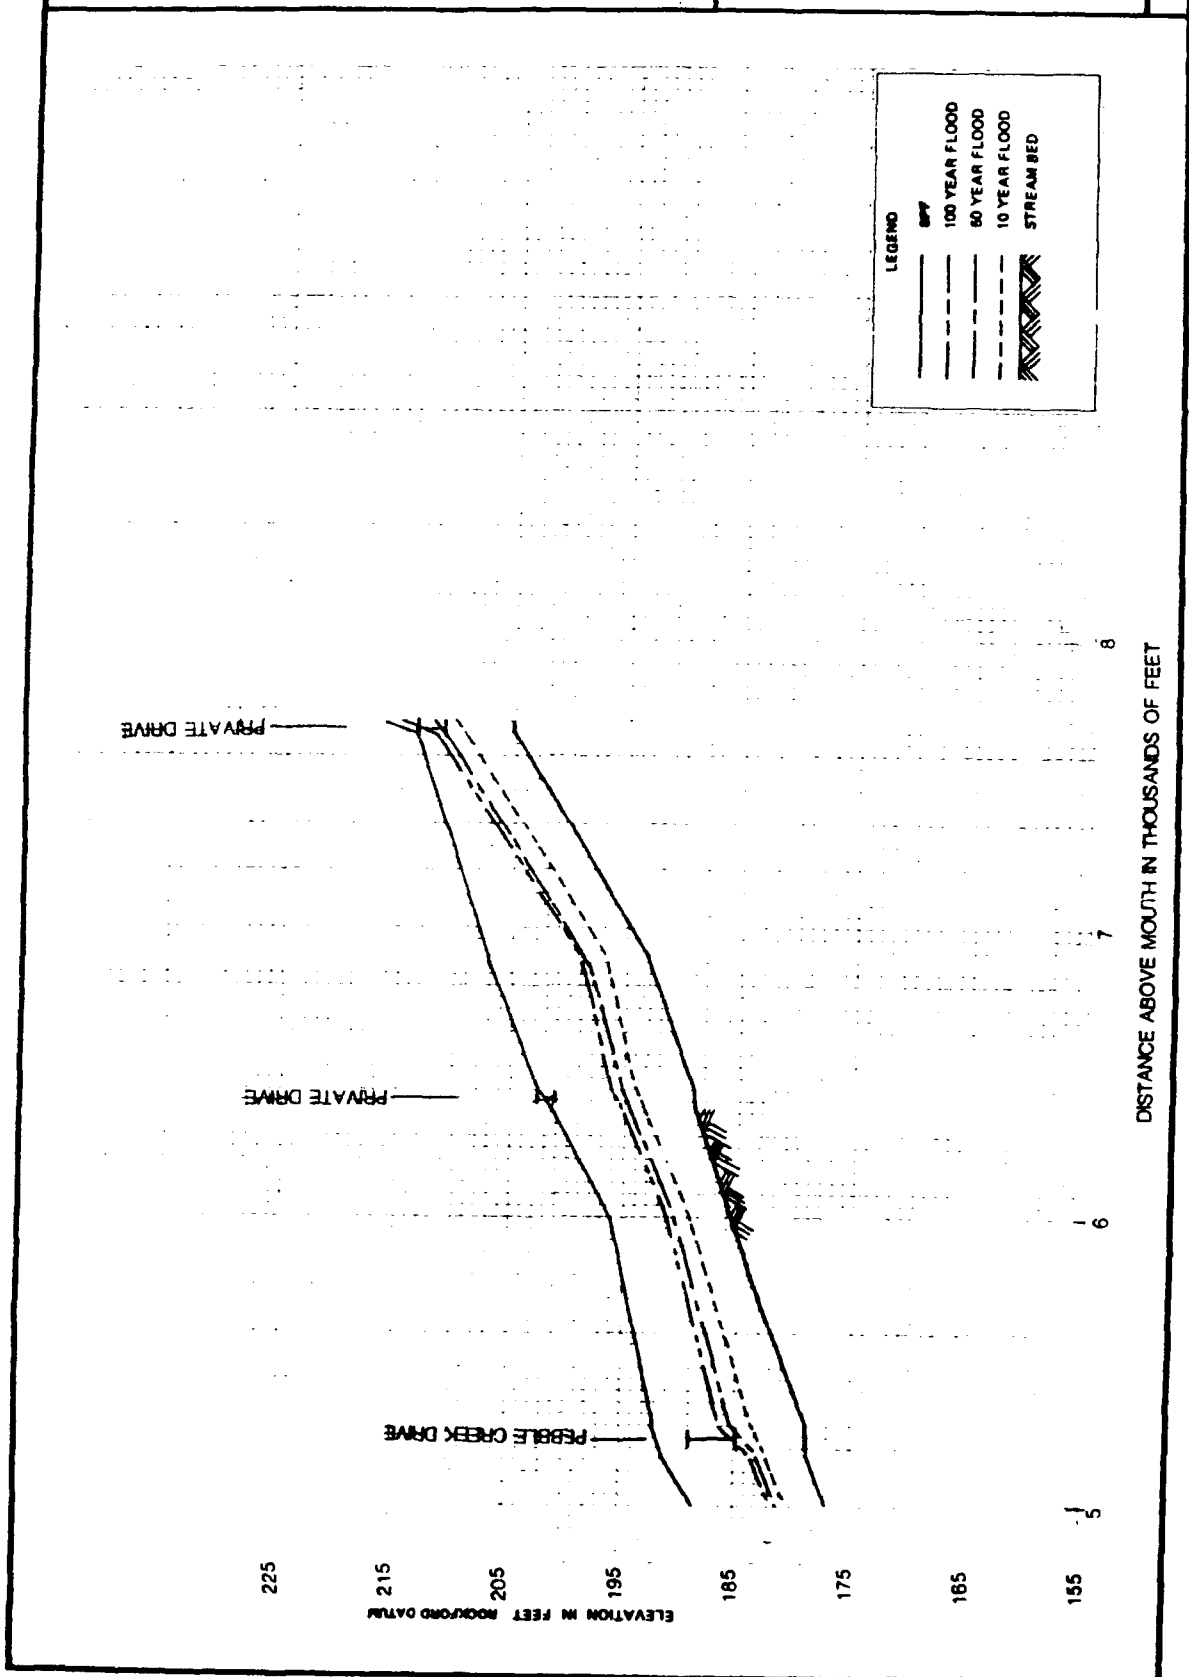 LEGEND
SPF
100 YEAR FLOOD
50 YEAR FLOOD
10 YEAR FLOOD
STREAM BED
PRIVATE DRIVE
PRIVATE DRIVE
PEBBLE CREEK DRIVE
ELEVATION IN FEET ROCKFORD DATUM
225
215
205
195
185
175
165
155
5
6
7
8
DISTANCE ABOVE MOUTH IN THOUSANDS OF FEET